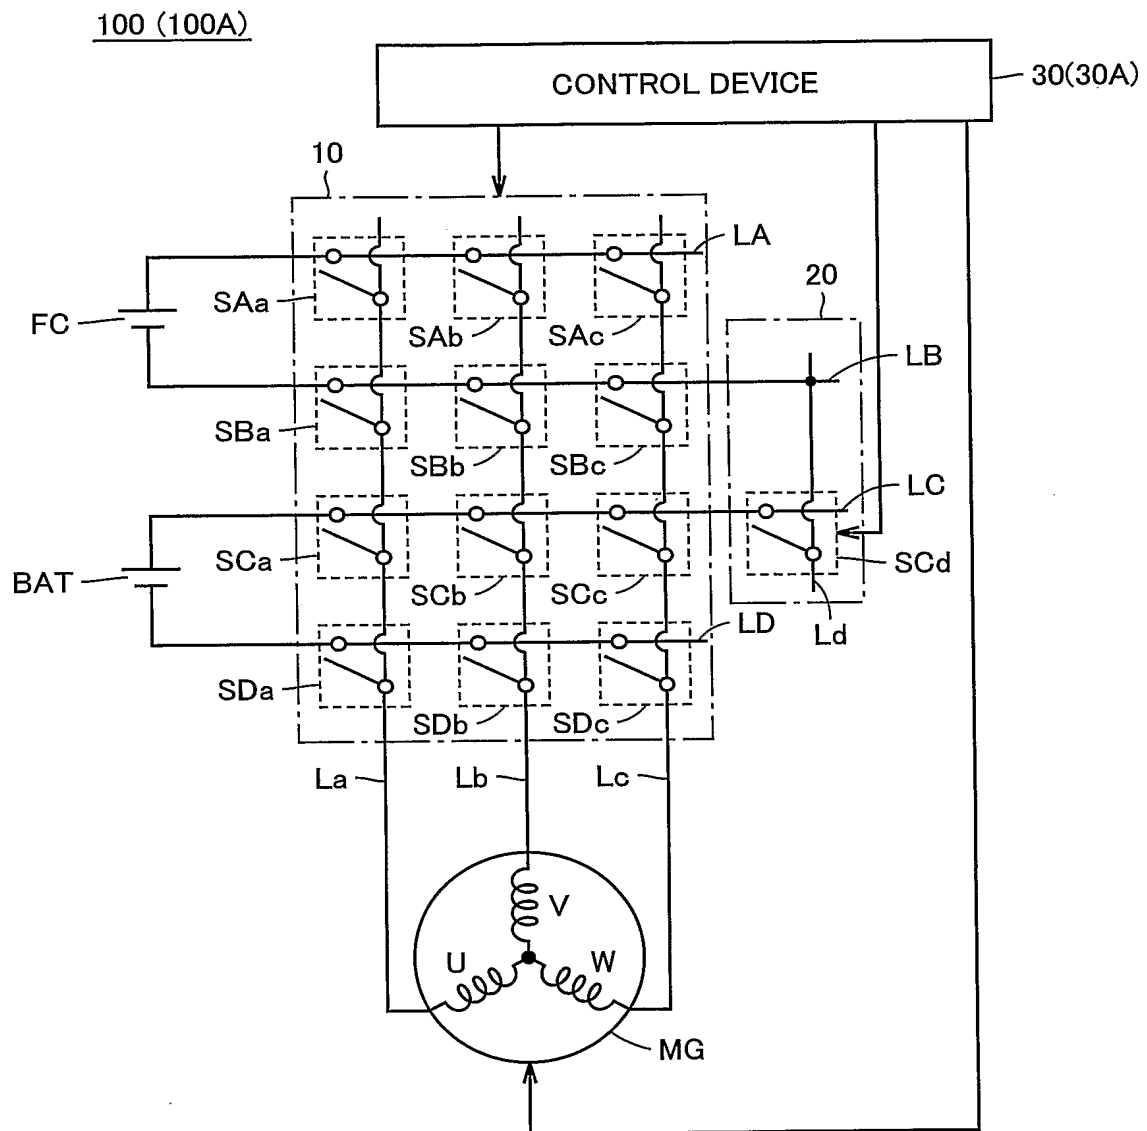 100 (100A)
CONTROL DEVICE
30(30A)
10
LA
20
SAa
SAb
SAc
FC
LB
SBa
SBb
SBc
LC
SCa
SCb
SCc
SCd
BAT
Ld
LD
SDa
SDb
SDc
La
Lb
Lc
V
U
W
MG